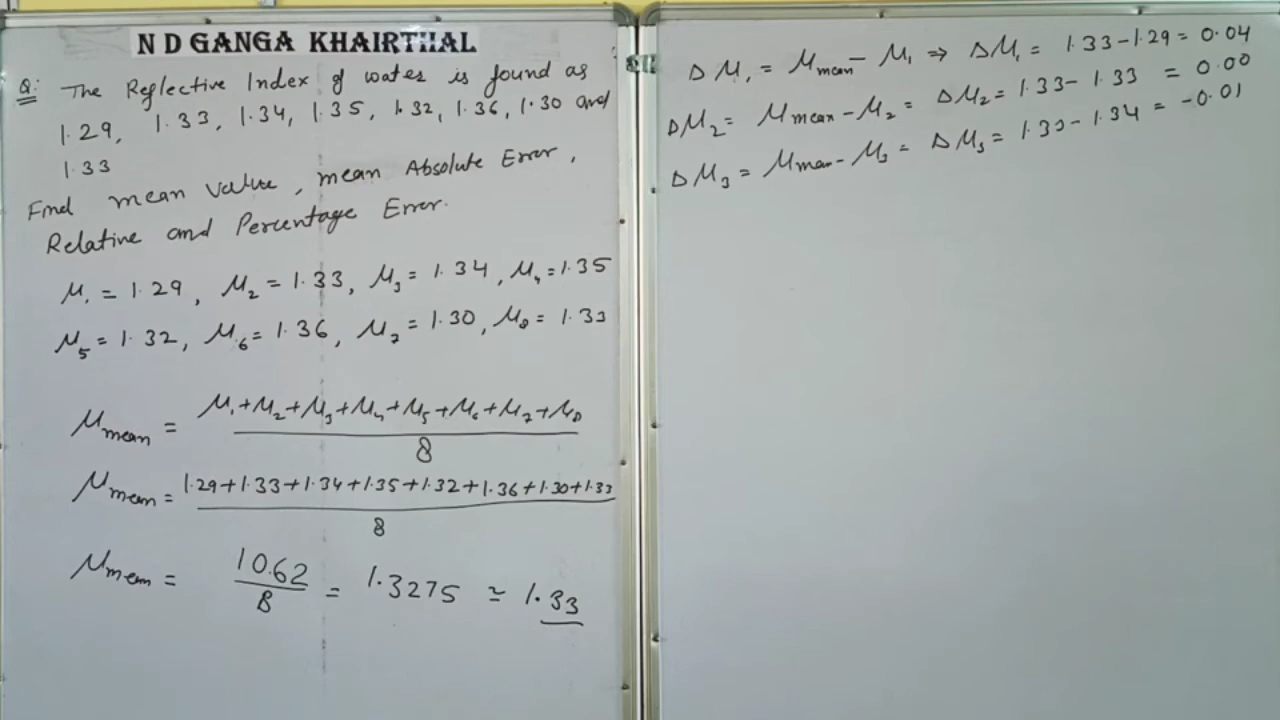 N D GANGA KHAIRTHAL
Q: The Reflective Index of water is found as
1.29, 1.33, 1.34, 1.35, 1.32, 1.36, 1.30 and
1.33
Find mean value, mean Absolute Error,
Relative and Percentage Error.
μ₁ = 1.29, μ₂ = 1.33, μ₃ = 1.34, μ₄ = 1.35
μ₅ = 1.32, μ₆ = 1.36, μ₇ = 1.30, μ₈ = 1.33
μmean = μ₁+μ₂+μ₃+μ₄+μ₅+μ₆+μ₇+μ₈
8
μmean = 1.29+1.33+1.34+1.35+1.32+1.36+1.30+1.33
8
μmean = 10.62/8 = 1.3275 ≃ 1.33
Δμ₁ = μmean - μ₁ ⇒ Δμ₁ = 1.33-1.29 = 0.04
Δμ₂ = μmean - μ₂ = Δμ₂ = 1.33-1.33 = 0.00
Δμ₃ = μmean - μ₃ = Δμ₃ = 1.33-1.34 = -0.01